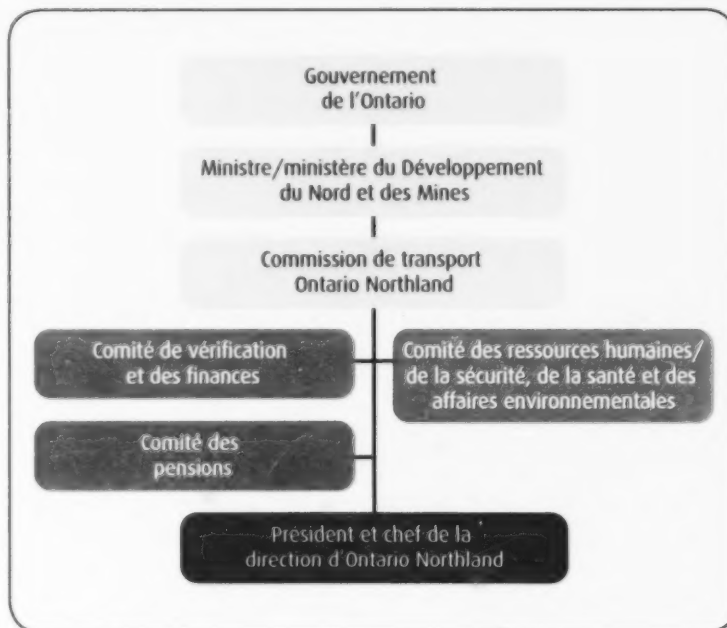 Gouvernement
de l'Ontario
Ministre/ministère du Développement
du Nord et des Mines
Commission de transport
Ontario Northland
Comité de vérification
et des finances
Comité des ressources humaines/
de la sécurité, de la santé et des
affaires environnementales
Comité des
pensions
Président et chef de la
direction d'Ontario Northland